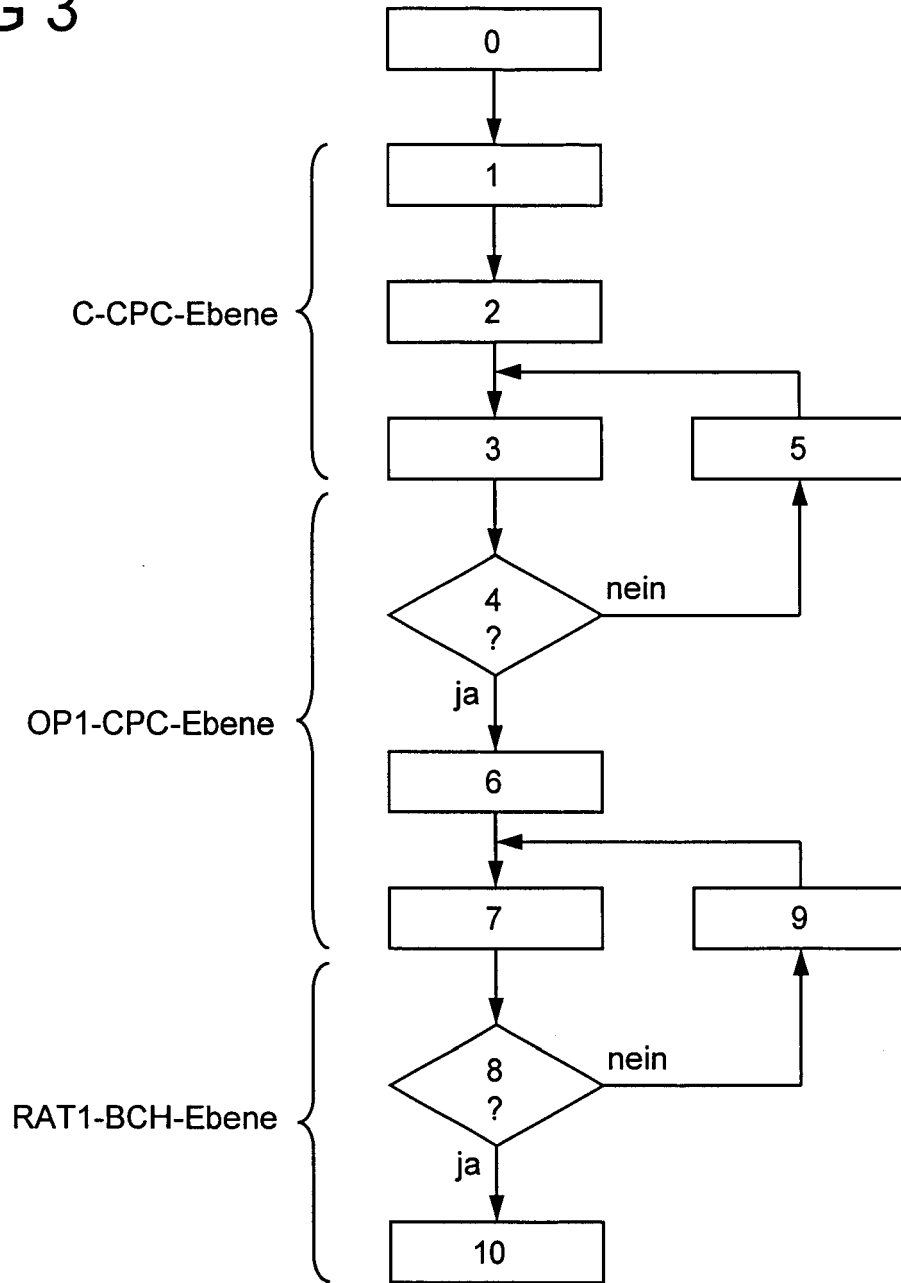 G 3
0
1
C-CPC-Ebene
2
3
5
4
?
nein
ja
OP1-CPC-Ebene
6
7
9
8
?
nein
RAT1-BCH-Ebene
ja
10